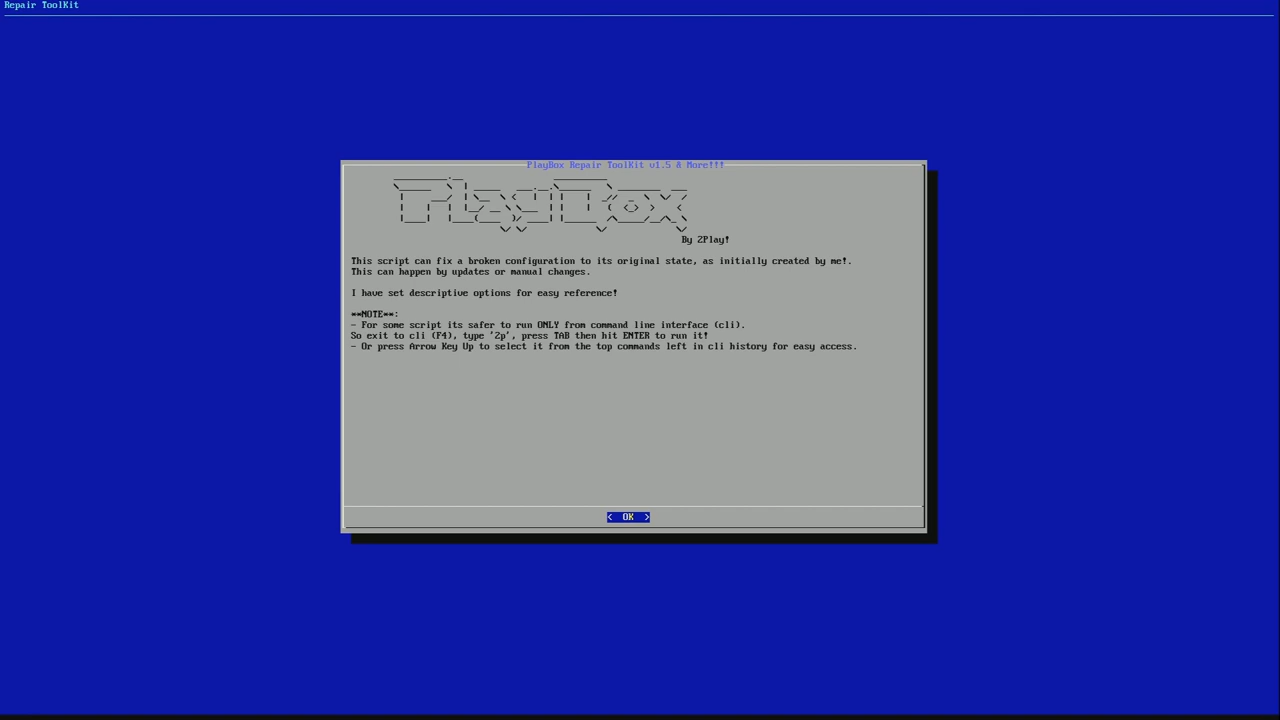 Repair ToolKit
PlayBox Repair ToolKit v1.5 & More!!!
PlayBox
By 2Play!
This script can fix a broken configuration to its original state, as initially created by me!.
This can happen by updates or manual changes.
I have set descriptive options for easy reference!
**NOTE**:
- For some script its safer to run ONLY from command line interface (cli).
So exit to cli (F4), type '2p', press TAB then hit ENTER to run it!
- Or press Arrow Key Up to select it from the top commands left in cli history for easy access.
< OK >